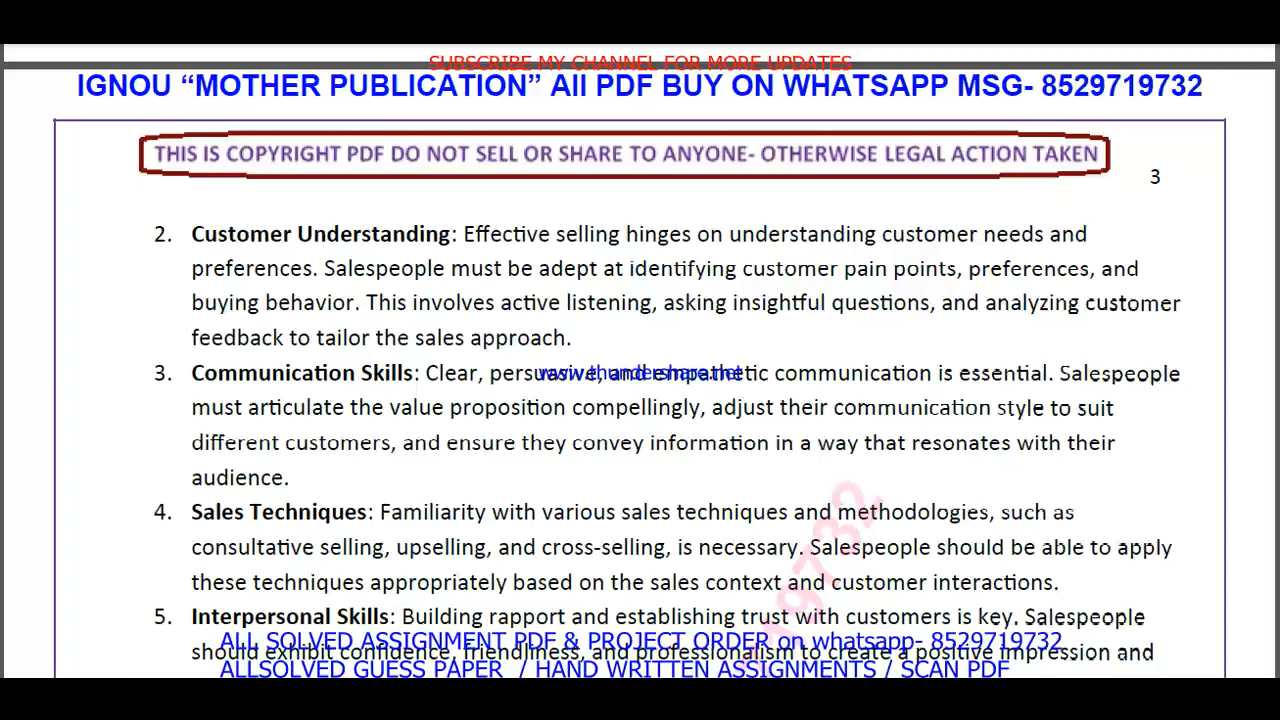 SUBSCRIBE MY CHANNEL FOR MORE UPDATES
IGNOU “MOTHER PUBLICATION” All PDF BUY ON WHATSAPP MSG- 8529719732
THIS IS COPYRIGHT PDF DO NOT SELL OR SHARE TO ANYONE- OTHERWISE LEGAL ACTION TAKEN
3
2. Customer Understanding: Effective selling hinges on understanding customer needs and
preferences. Salespeople must be adept at identifying customer pain points, preferences, and
buying behavior. This involves active listening, asking insightful questions, and analyzing customer
feedback to tailor the sales approach.
3. Communication Skills: Clear, persuasive, and empathetic communication is essential. Salespeople
www.thundershare.net
must articulate the value proposition compellingly, adjust their communication style to suit
different customers, and ensure they convey information in a way that resonates with their
audience.
4. Sales Techniques: Familiarity with various sales techniques and methodologies, such as
consultative selling, upselling, and cross-selling, is necessary. Salespeople should be able to apply
these techniques appropriately based on the sales context and customer interactions.
19732
5. Interpersonal Skills: Building rapport and establishing trust with customers is key. Salespeople
ALL SOLVED ASSIGNMENT PDF & PROJECT ORDER on whatsapp- 8529719732
should exhibit confidence, friendliness, and professionalism to create a positive impression and
ALLSOLVED GUESS PAPER / HAND WRITTEN ASSIGNMENTS / SCAN PDF